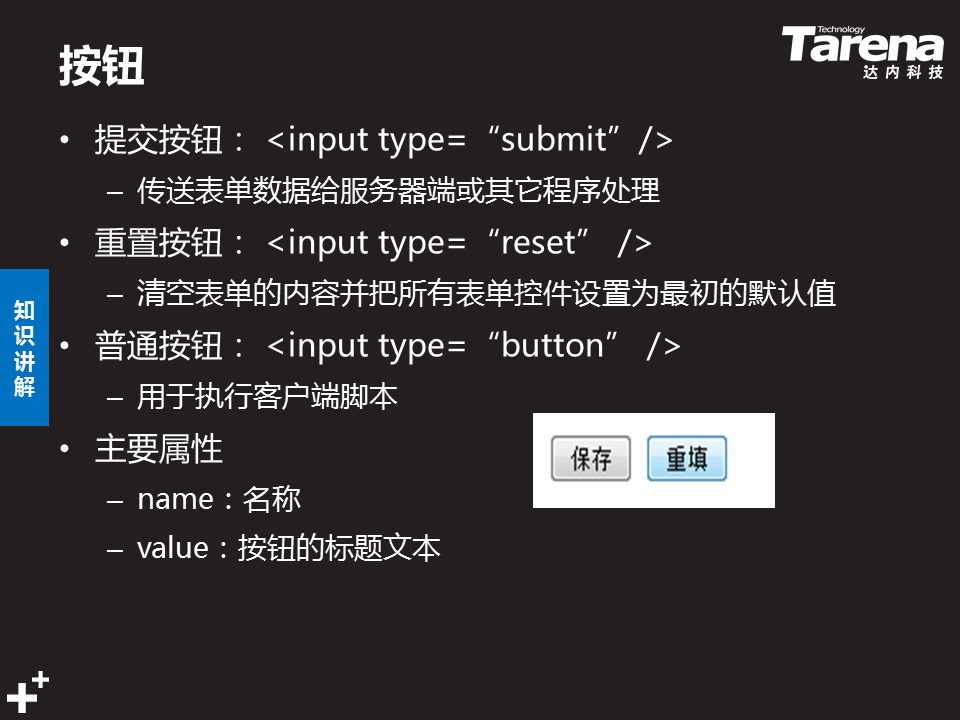 按钮
Technology
Tarena
达内科技
• 提交按钮： <input type=“submit”/>
– 传送表单数据给服务器端或其它程序处理
• 重置按钮： <input type=“reset” />
– 清空表单的内容并把所有表单控件设置为最初的默认值
• 普通按钮： <input type=“button” />
– 用于执行客户端脚本
• 主要属性
– name：名称
– value：按钮的标题文本
保存 重填
知识讲解